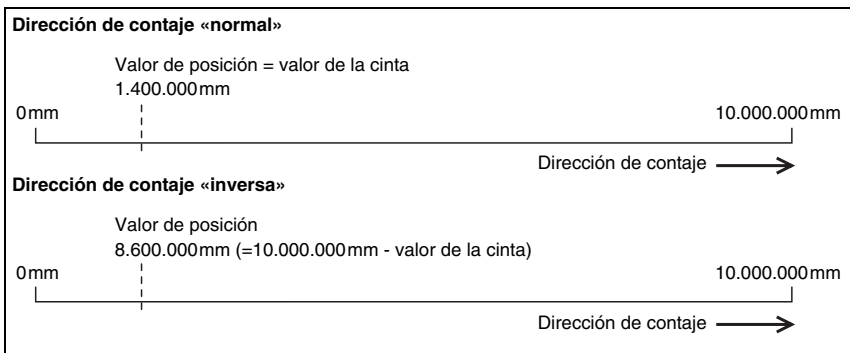 Dirección de contaje «normal»
Valor de posición = valor de la cinta
1.400.000mm
0mm
10.000.000mm
Dirección de contaje
Dirección de contaje «inversa»
Valor de posición
8.600.000mm (=10.000.000mm - valor de la cinta)
0mm
10.000.000mm
Dirección de contaje